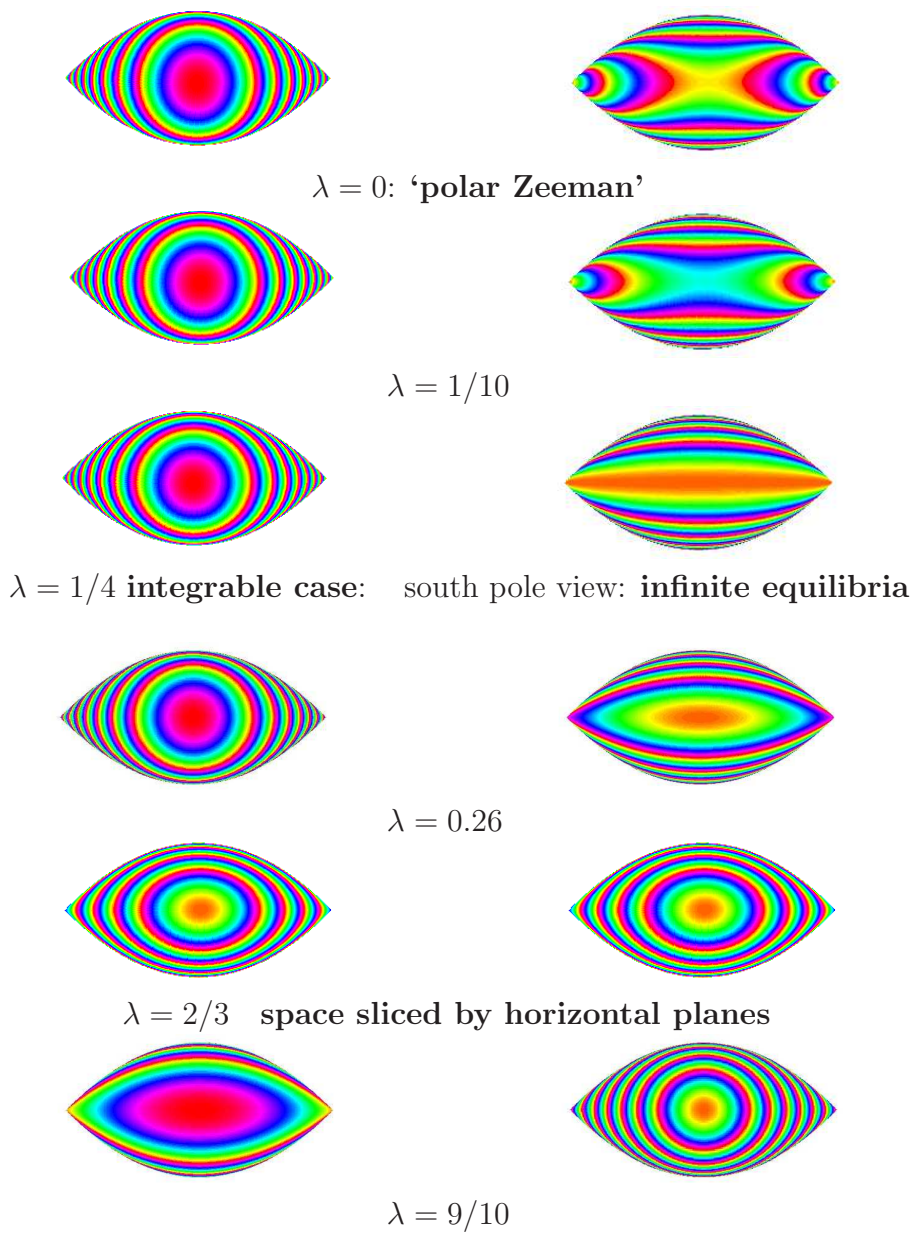 λ = 0: ‘polar Zeeman’
λ = 1/10
λ = 1/4 integrable case: south pole view: infinite equilibria
λ = 0.26
λ = 2/3 space sliced by horizontal planes
λ = 9/10